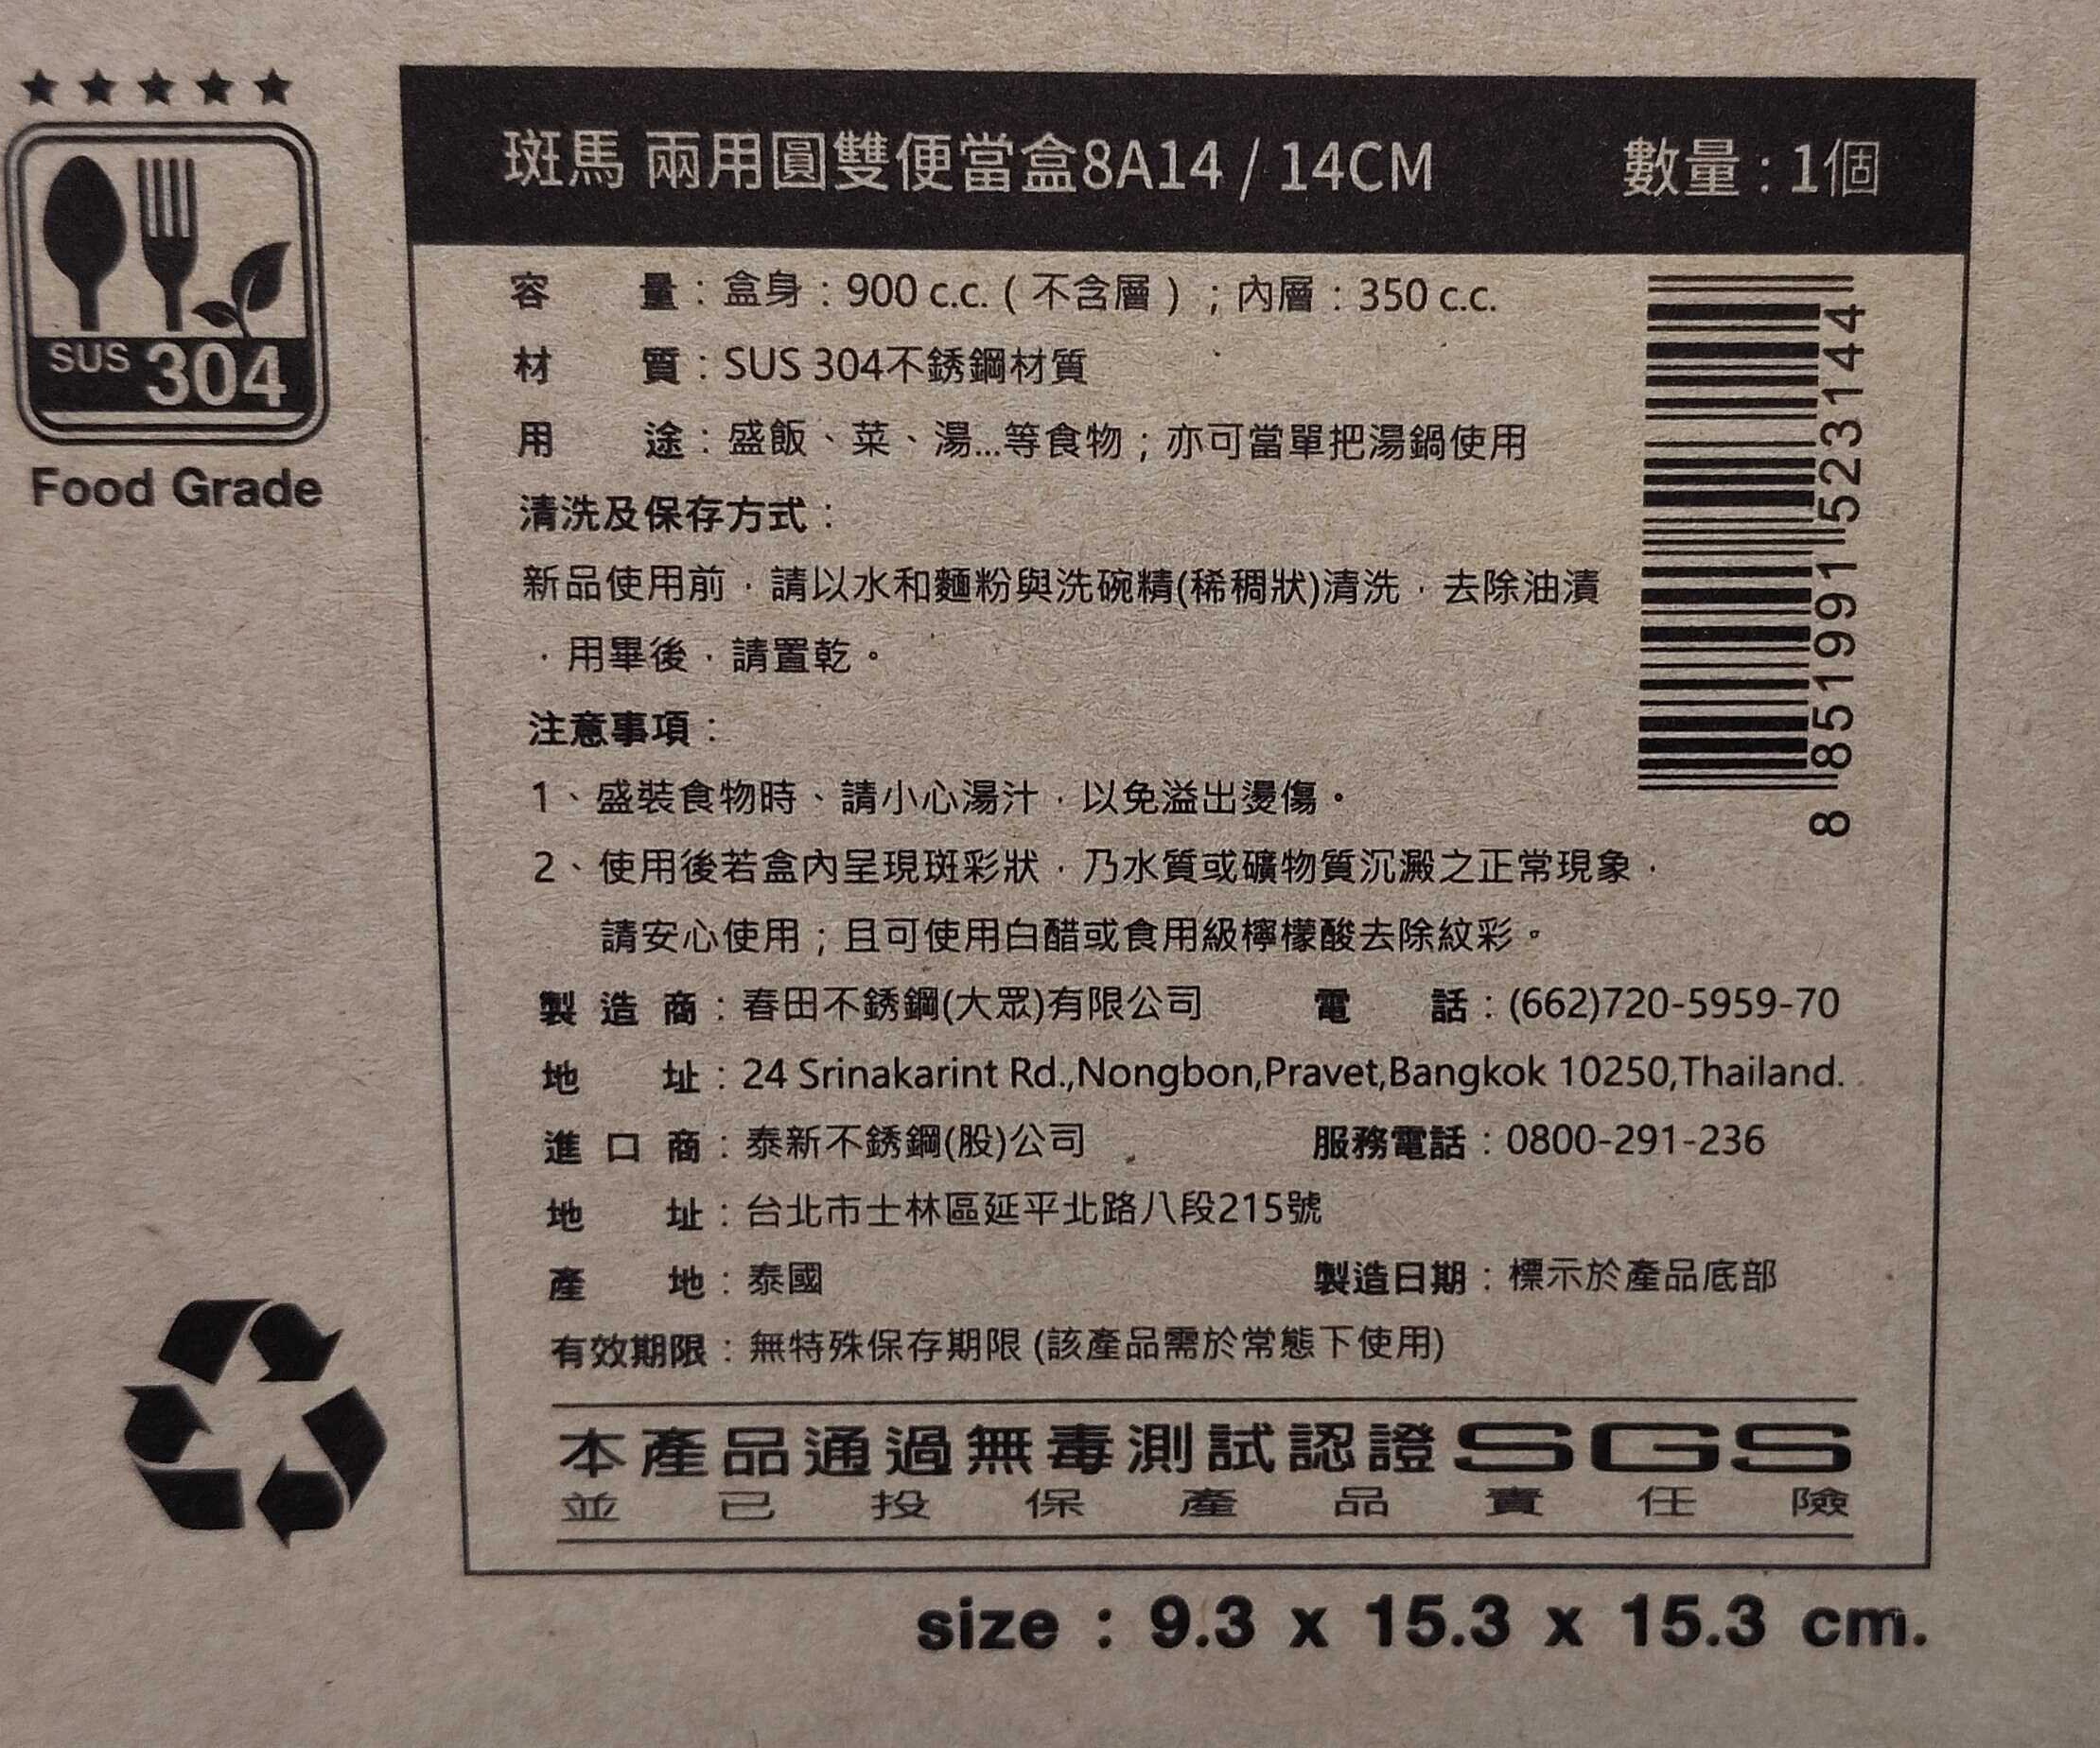 斑馬 兩用圓雙便當盒8A14 / 14CM 數量:1個
SUS 304
Food Grade
容量:盒身:900 c.c. (不含層);內層:350 c.c.
材質:SUS 304不銹鋼材質
用途:盛飯、菜、湯...等食物;亦可當單把湯鍋使用
清洗及保存方式:
新品使用前,請以水和麵粉與洗碗精(稀稠狀)清洗,去除油漬
,用畢後,請置乾。
注意事項:
1、盛裝食物時、請小心湯汁,以免溢出燙傷。
2、使用後若盒內呈現斑彩狀,乃水質或礦物質沉澱之正常現象,
請安心使用;且可使用白醋或食用級檸檬酸去除紋彩。
8 851991 523144
製造商:春田不銹鋼(大眾)有限公司 電話:(662)720-5959-70
地址:24 Srinakarint Rd.,Nongbon,Pravet,Bangkok 10250,Thailand.
進口商:泰新不銹鋼(股)公司 服務電話:0800-291-236
地址:台北市士林區延平北路八段215號
產地:泰國 製造日期:標示於產品底部
有效期限:無特殊保存期限 (該產品需於常態下使用)
本產品通過無毒測試認證SGS
並已投保產品責任險
size : 9.3 x 15.3 x 15.3 cm.